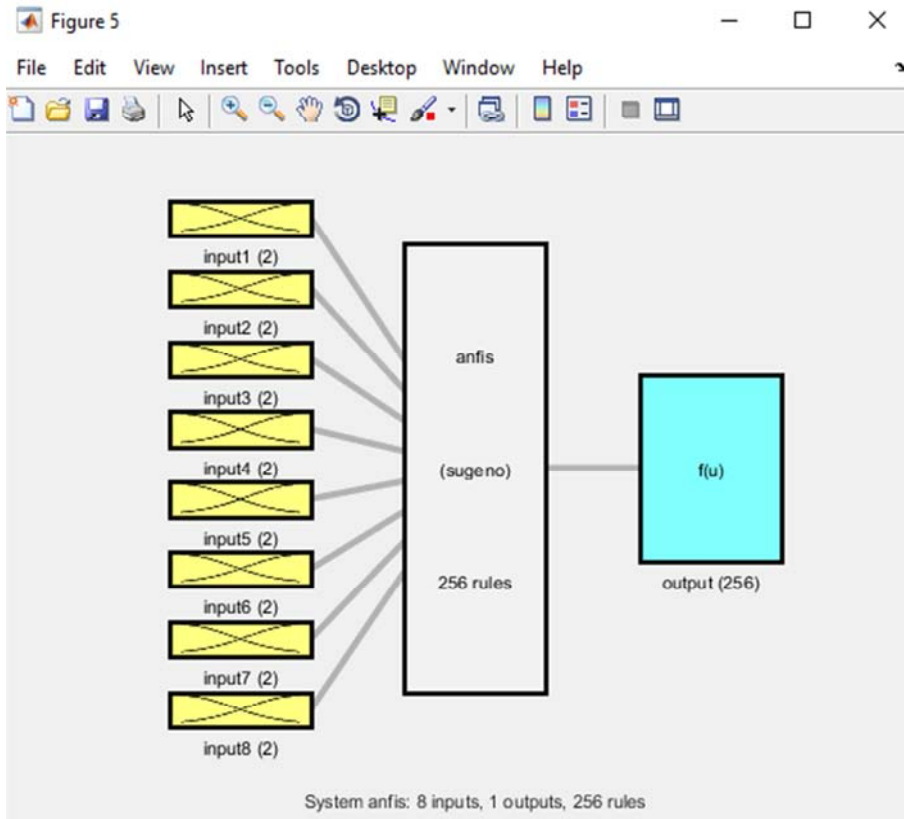 Figure 5
File Edit View Insert Tools Desktop Window Help
input1 (2)
input2 (2)
input3 (2)
input4 (2)
input5 (2)
input6 (2)
input7 (2)
input8 (2)
anfis
(sugeno)
256 rules
f(u)
output (256)
System anfis: 8 inputs, 1 outputs, 256 rules